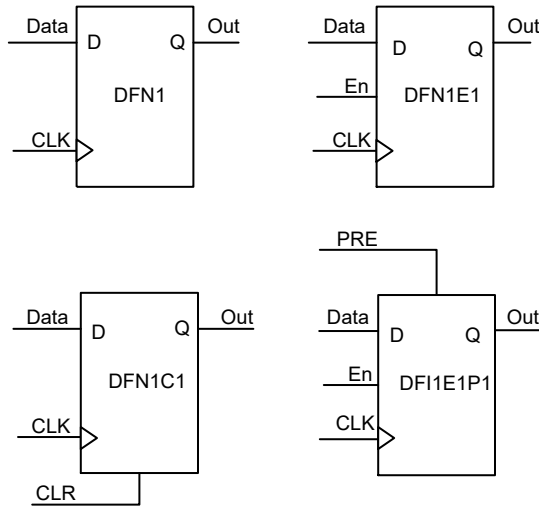 Data Out
D Q
DFN1
CLK
Data Out
D Q
En DFN1E1
CLK
Data Out
D Q
DFN1C1
CLK
CLR
PRE
Data Out
D Q
En DFI1E1P1
CLK